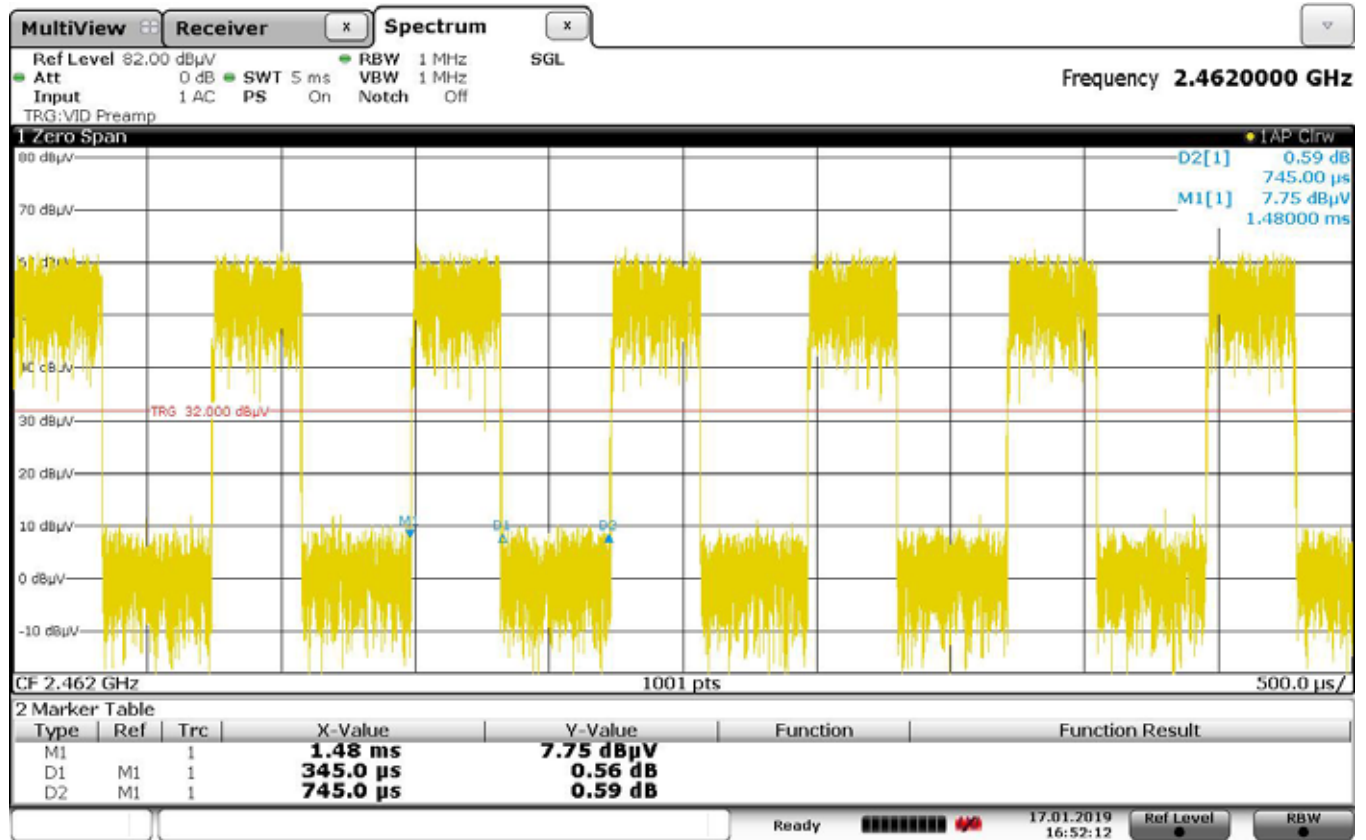 MultiView Receiver x Spectrum x
Ref Level 82.00 dBµV RBW 1 MHz SGL
Att 0 dB SWT 5 ms VBW 1 MHz Frequency 2.4620000 GHz
Input 1 AC PS On Notch Off
TRG:VID Preamp
1 Zero Span 1AP Clrw
80 dBµV D2[1] 0.59 dB
745.00 µs
M1[1] 7.75 dBµV
70 dBµV 1.48000 ms
TRG 32.000 dBµV
30 dBµV
20 dBµV
10 dBµV M1 D1 D2
0 dBµV
-10 dBµV
CF 2.462 GHz 1001 pts 500.0 µs/
2 Marker Table
Type Ref Trc X-Value Y-Value Function Function Result
M1 1 1.48 ms 7.75 dBµV
D1 M1 1 345.0 µs 0.56 dB
D2 M1 1 745.0 µs 0.59 dB
Ready 17.01.2019 Ref Level RBW
16:52:12